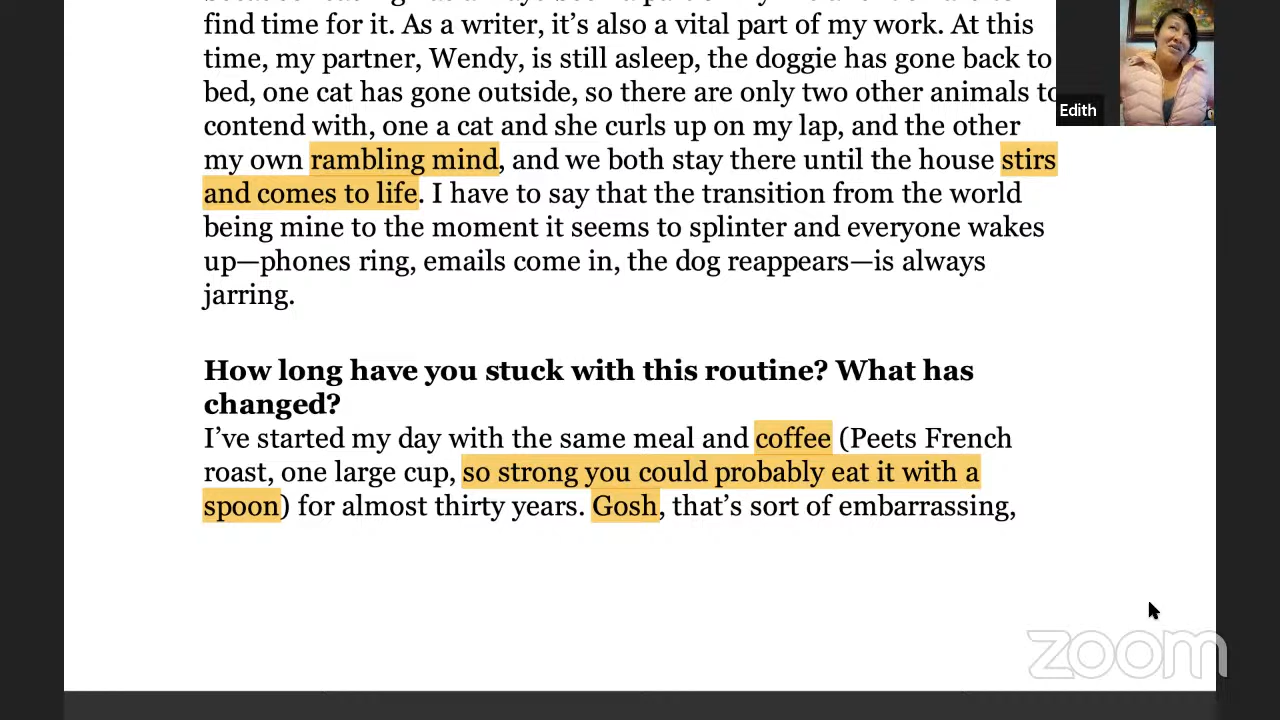 find time for it. As a writer, it’s also a vital part of my work. At this
time, my partner, Wendy, is still asleep, the doggie has gone back to
bed, one cat has gone outside, so there are only two other animals to
contend with, one a cat and she curls up on my lap, and the other
my own rambling mind, and we both stay there until the house stirs
and comes to life. I have to say that the transition from the world
being mine to the moment it seems to splinter and everyone wakes
up—phones ring, emails come in, the dog reappears—is always
jarring.
How long have you stuck with this routine? What has
changed?
I’ve started my day with the same meal and coffee (Peets French
roast, one large cup, so strong you could probably eat it with a
spoon) for almost thirty years. Gosh, that’s sort of embarrassing,
Edith
zoom